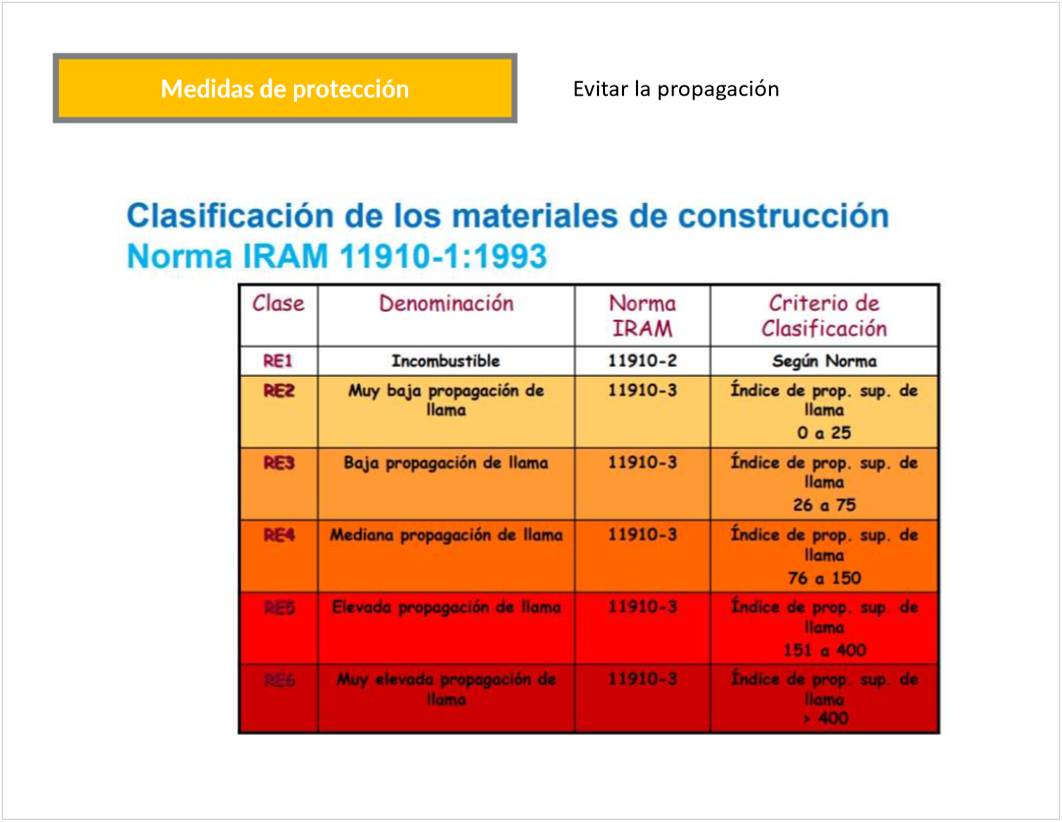 Medidas de protección
Evitar la propagación
Clasificación de los materiales de construcción
Norma IRAM 11910-1:1993
Clase Denominación Norma IRAM Criterio de Clasificación
RE1 Incombustible 11910-2 Según Norma
RE2 Muy baja propagación de llama 11910-3 Índice de prop. sup. de llama 0 a 25
RE3 Baja propagación de llama 11910-3 Índice de prop. sup. de llama 26 a 75
RE4 Mediana propagación de llama 11910-3 Índice de prop. sup. de llama 76 a 150
RE5 Elevada propagación de llama 11910-3 Índice de prop. sup. de llama 151 a 400
RE6 Muy elevada propagación de llama 11910-3 Índice de prop. sup. de llama > 400